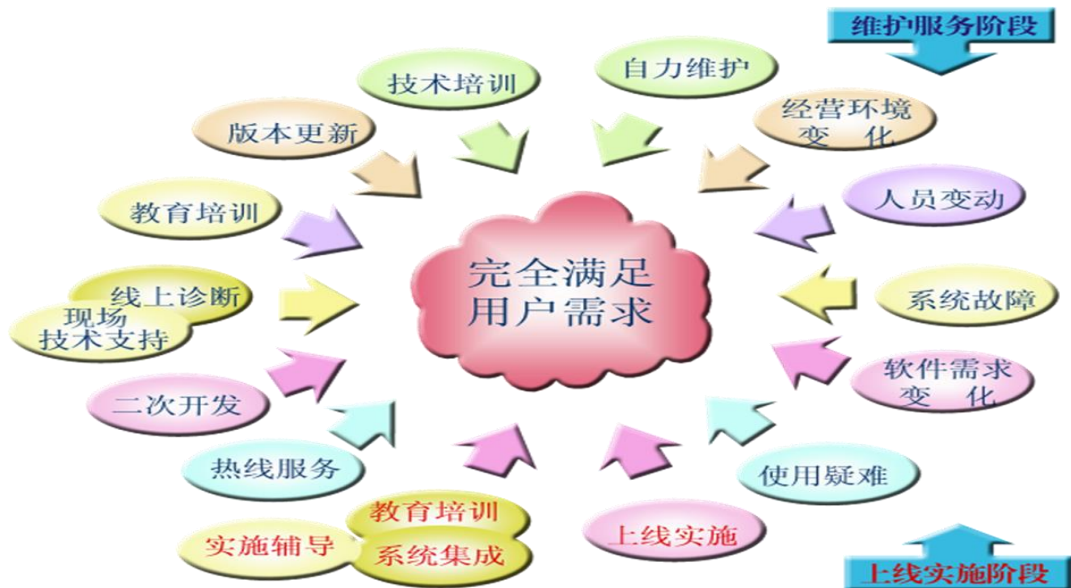 维护服务阶段
自力维护
技术培训
经营环境
变 化
版本更新
人员变动
教育培训
完全满足
用户需求
线上诊断
系统故障
现场
技术支持
软件需求
变 化
二次开发
热线服务
使用疑难
教育培训
上线实施
实施辅导
系统集成
上线实施阶段